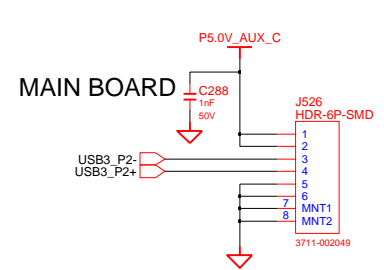 P5.0V_AUX_C
MAIN BOARD
C288
1nF
50V
J526
HDR-6P-SMD
1
2
USB3_P2-
3
USB3_P2+
4
5
6
7 MNT1
8 MNT2
3711-002049